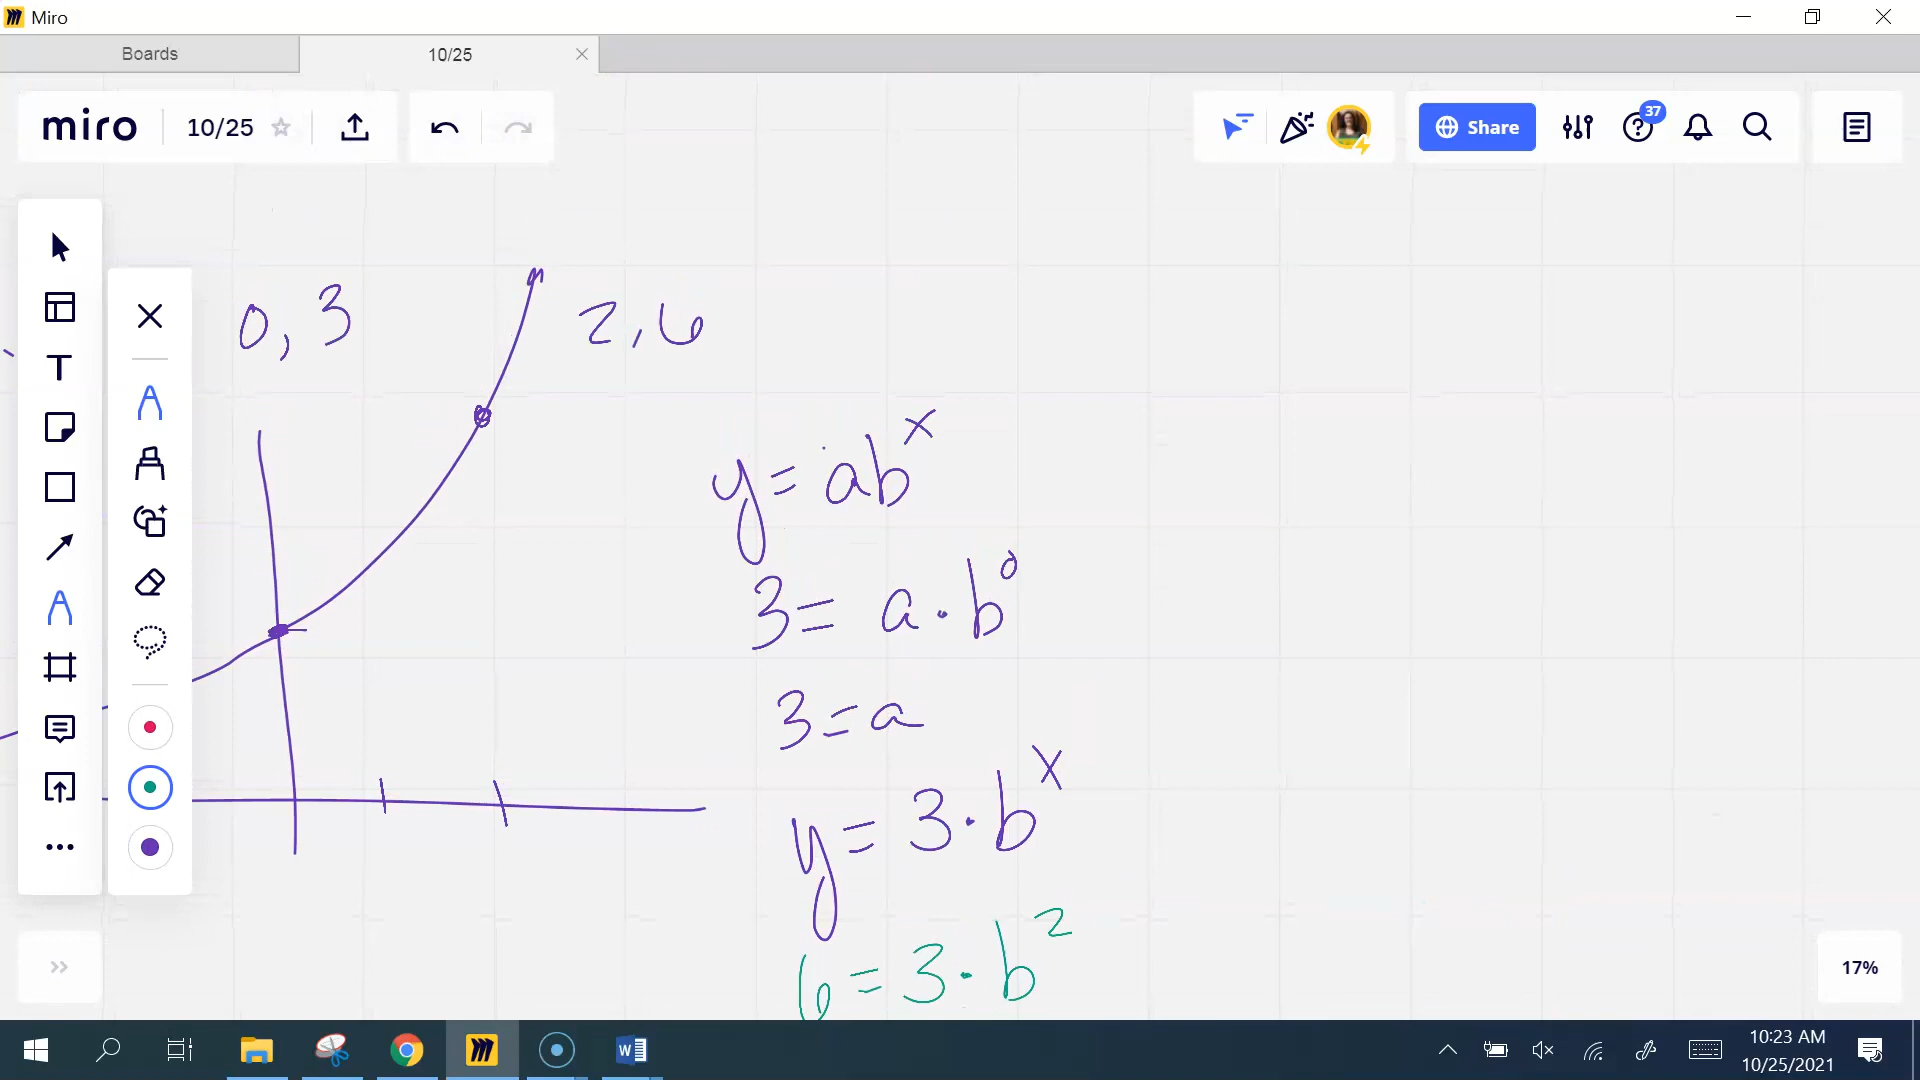 Miro
Boards
10/25
miro
10/25
Share
37
0, 3
2, 6
y = ab^x
3 = a · b^0
3 = a
y = 3 · b^x
6 = 3 · b^2
17%
10:23 AM
10/25/2021